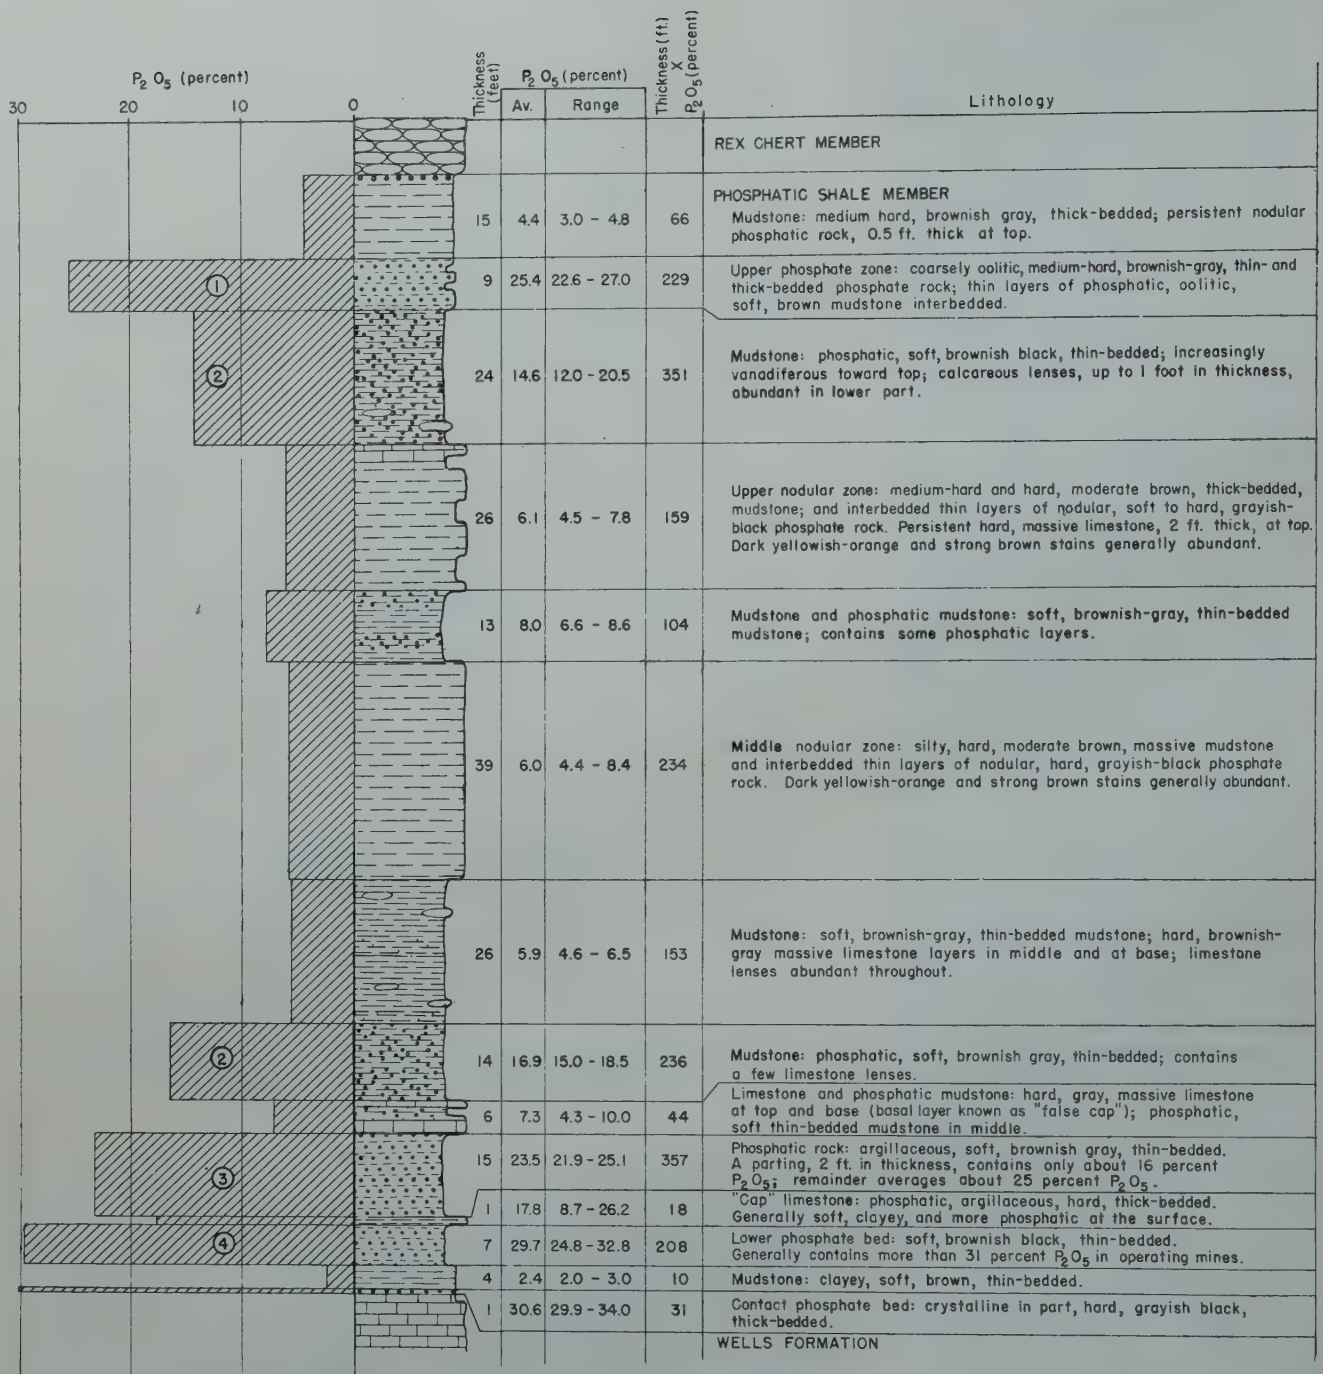 P2 O5 (percent)
30 20 10 0
Thickness (feet)
P2 O5 (percent)
Av. Range
Thickness (ft.) X P2O5 (percent)
Lithology
REX CHERT MEMBER
PHOSPHATIC SHALE MEMBER
15 4.4 3.0 - 4.8 66
Mudstone: medium hard, brownish gray, thick-bedded; persistent nodular
phosphatic rock, 0.5 ft. thick at top.
1
9 25.4 22.6 - 27.0 229
Upper phosphate zone: coarsely oolitic, medium-hard, brownish-gray, thin- and
thick-bedded phosphate rock; thin layers of phosphatic, oolitic,
soft, brown mudstone interbedded.
2
24 14.6 12.0 - 20.5 351
Mudstone: phosphatic, soft, brownish black, thin-bedded; increasingly
vanadiferous toward top; calcareous lenses, up to 1 foot in thickness,
abundant in lower part.
26 6.1 4.5 - 7.8 159
Upper nodular zone: medium-hard and hard, moderate brown, thick-bedded,
mudstone; and interbedded thin layers of nodular, soft to hard, grayish-
black phosphate rock. Persistent hard, massive limestone, 2 ft. thick, at top.
Dark yellowish-orange and strong brown stains generally abundant.
13 8.0 6.6 - 8.6 104
Mudstone and phosphatic mudstone: soft, brownish-gray, thin-bedded
mudstone; contains some phosphatic layers.
39 6.0 4.4 - 8.4 234
Middle nodular zone: silty, hard, moderate brown, massive mudstone
and interbedded thin layers of nodular, hard, grayish-black phosphate
rock. Dark yellowish-orange and strong brown stains generally abundant.
26 5.9 4.6 - 6.5 153
Mudstone: soft, brownish-gray, thin-bedded mudstone; hard, brownish-
gray massive limestone layers in middle and at base; limestone
lenses abundant throughout.
2
14 16.9 15.0 - 18.5 236
Mudstone: phosphatic, soft, brownish gray, thin-bedded; contains
a few limestone lenses.
6 7.3 4.3 - 10.0 44
Limestone and phosphatic mudstone: hard, gray, massive limestone
at top and base (basal layer known as "false cap"); phosphatic,
soft thin-bedded mudstone in middle.
3
15 23.5 21.9 - 25.1 357
Phosphatic rock: argillaceous, soft, brownish gray, thin-bedded.
A parting, 2 ft. in thickness, contains only about 16 percent
P2O5; remainder averages about 25 percent P2O5.
1 17.8 8.7 - 26.2 18
"Cap" limestone: phosphatic, argillaceous, hard, thick-bedded.
Generally soft, clayey, and more phosphatic at the surface.
4
7 29.7 24.8 - 32.8 208
Lower phosphate bed: soft, brownish black, thin-bedded.
Generally contains more than 31 percent P2O5 in operating mines.
4 2.4 2.0 - 3.0 10
Mudstone: clayey, soft, brown, thin-bedded.
1 30.6 29.9 - 34.0 31
Contact phosphate bed: crystalline in part, hard, grayish black,
thick-bedded.
WELLS FORMATION